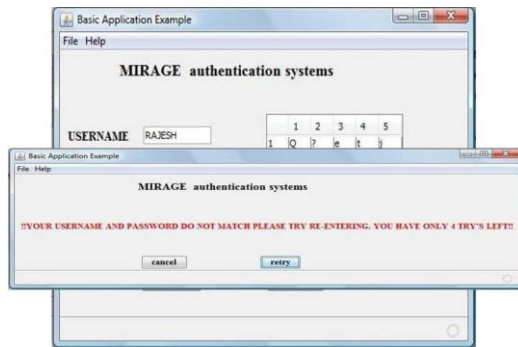 Basic Application Example
File Help
MIRAGE authentication systems
1 2 3 4 5
USERNAME RAJESH
1 Q ? e t j
Basic Application Example
File Help
MIRAGE authentication systems
!!YOUR USERNAME AND PASSWORD DO NOT MATCH PLEASE TRY RE-ENTERING. YOU HAVE ONLY 4 TRY'S LEFT!!
cancel retry